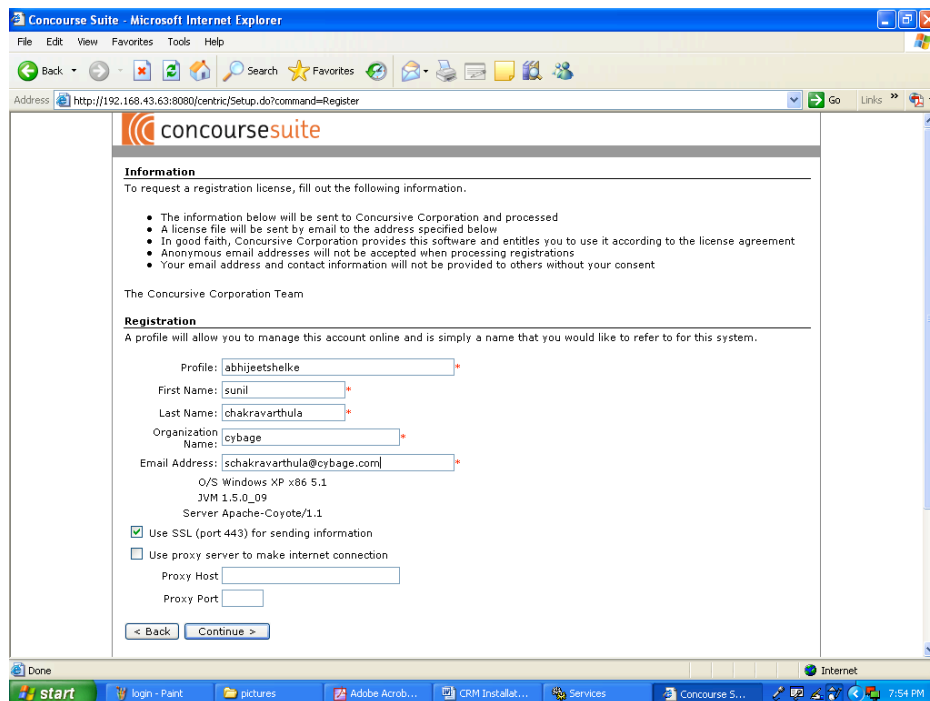 Concourse Suite - Microsoft Internet Explorer
File Edit View Favorites Tools Help
Back Search Favorites
Address http://192.168.43.63:8080/centric/Setup.do?command=Register Go Links »
concoursesuite
Information
To request a registration license, fill out the following information.
• The information below will be sent to Concursive Corporation and processed
• A license file will be sent by email to the address specified below
• In good faith, Concursive Corporation provides this software and entitles you to use it according to the license agreement
• Anonymous email addresses will not be accepted when processing registrations
• Your email address and contact information will not be provided to others without your consent
The Concursive Corporation Team
Registration
A profile will allow you to manage this account online and is simply a name that you would like to refer to for this system.
Profile: abhijeetshelke *
First Name: sunil *
Last Name: chakravarthula *
Organization
Name: cybage *
Email Address: schakravarthula@cybage.com *
O/S Windows XP x86 5.1
JVM 1.5.0_09
Server Apache-Coyote/1.1
Use SSL (port 443) for sending information
Use proxy server to make internet connection
Proxy Host
Proxy Port
< Back Continue >
Done Internet
start login - Paint pictures Adobe Acrob... CRM Installat... Services Concourse S... 7:54 PM